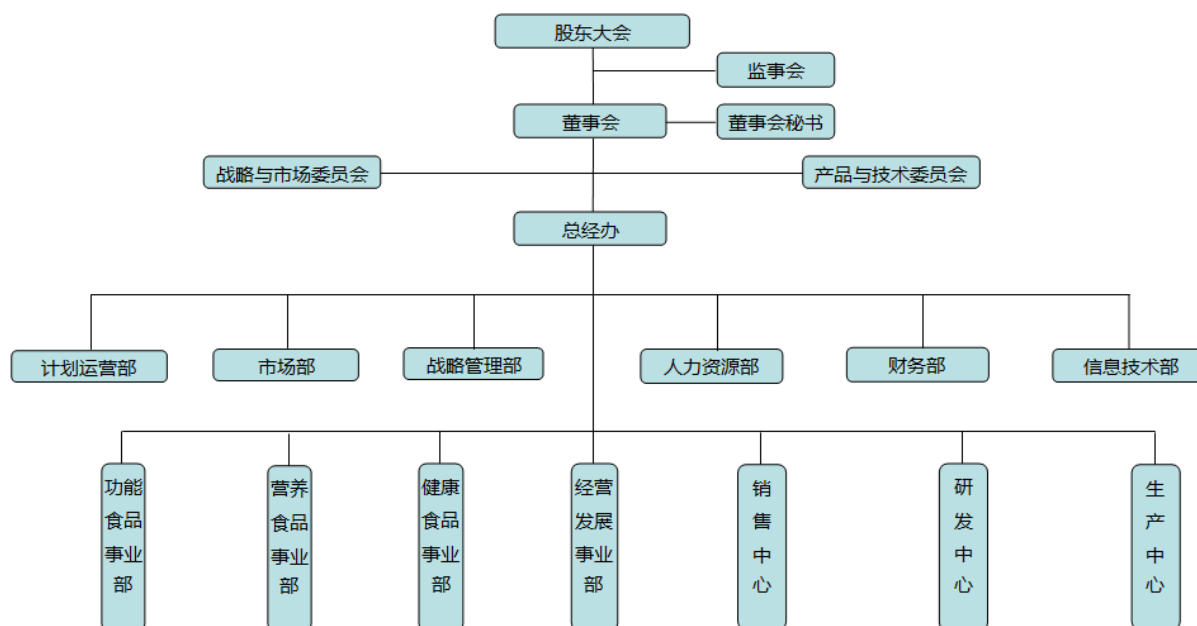 股东大会
监事会
董事会
董事会秘书
战略与市场委员会
产品与技术委员会
总经办
计划运营部
市场部
战略管理部
人力资源部
财务部
信息技术部
功能
食品
事业
部
营养
食品
事业
部
健康
食品
事业
部
经营
发展
事业
部
销
售
中
心
研
发
中
心
生
产
中
心